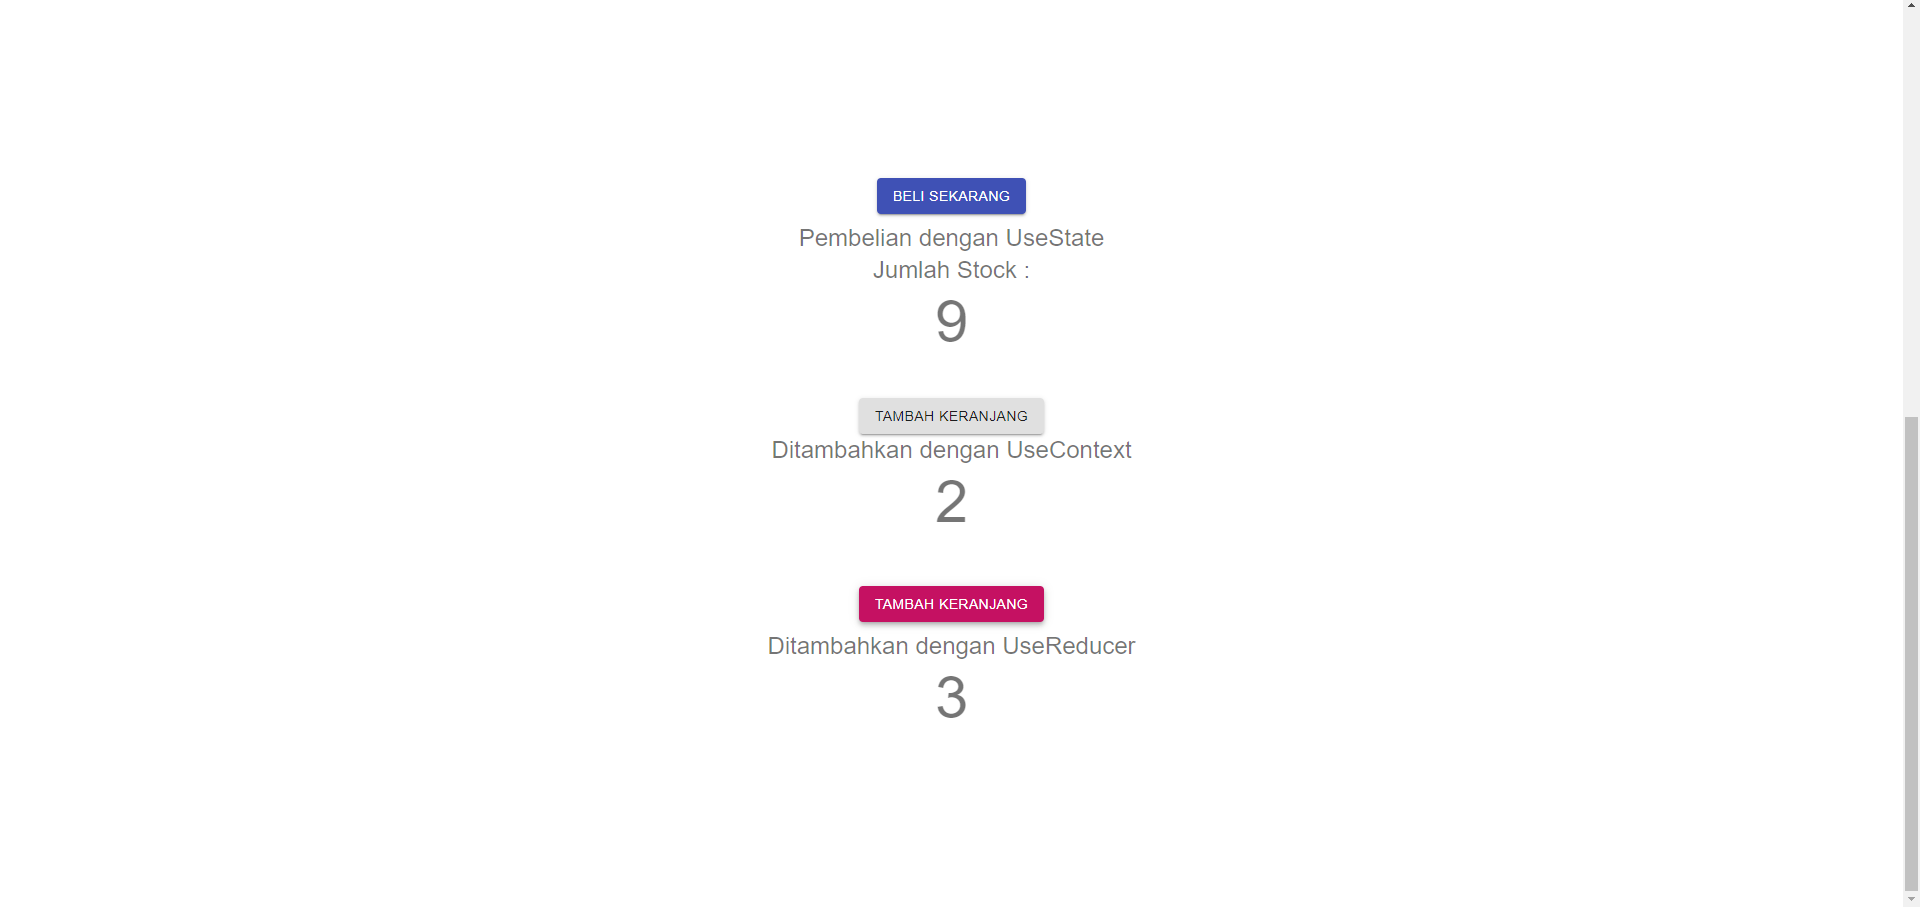 BELI SEKARANG
Pembelian dengan UseState
Jumlah Stock :
9
TAMBAH KERANJANG
Ditambahkan dengan UseContext
2
TAMBAH KERANJANG
Ditambahkan dengan UseReducer
3